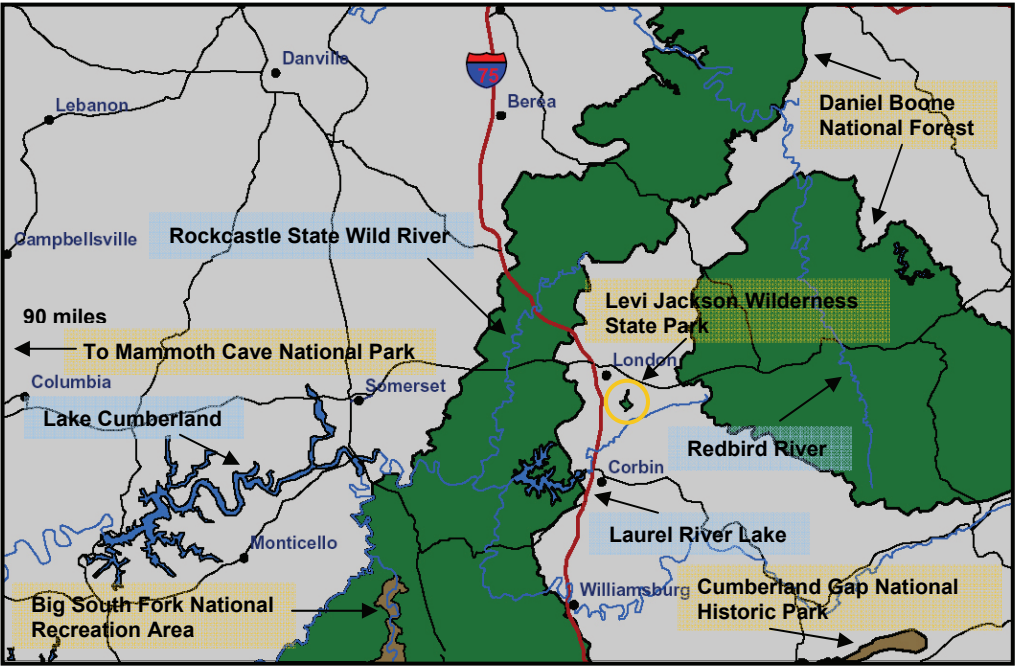 Danville
75
Berea
Lebanon
Daniel Boone
National Forest
Rockcastle State Wild River
Campbellsville
Levi Jackson Wilderness
State Park
90 miles
To Mammoth Cave National Park
London
Columbia
Somerset
Lake Cumberland
Redbird River
Corbin
Laurel River Lake
Monticello
Williamsburg
Cumberland Gap National
Historic Park
Big South Fork National
Recreation Area